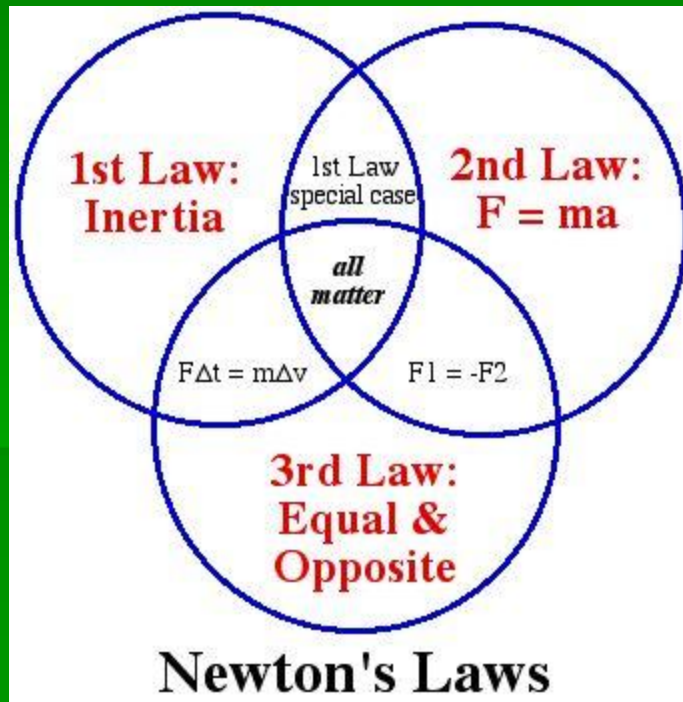 1st Law:
Inertia
1st Law
special case
2nd Law:
F = ma
all
matter
FΔt = mΔv
F1 = -F2
3rd Law:
Equal &
Opposite
Newton's Laws